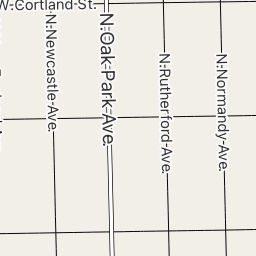 W. Cortland St.
N. Newcastle Ave.
N. Oak Park Ave.
N. Rutherford Ave.
N. Normandy Ave.